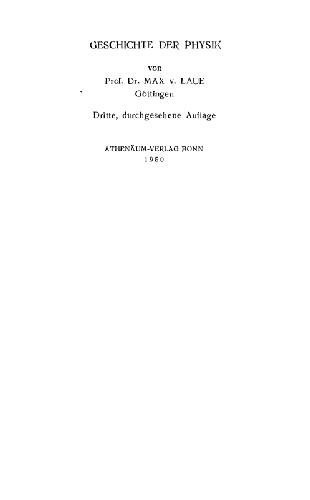 GESCHICHTE DER PHYSIK
von
Prof. Dr. MAX v. LAUE
Göttingen
Dritte, durchgesehene Auflage
ATHENÄUM-VERLAG BONN
1950